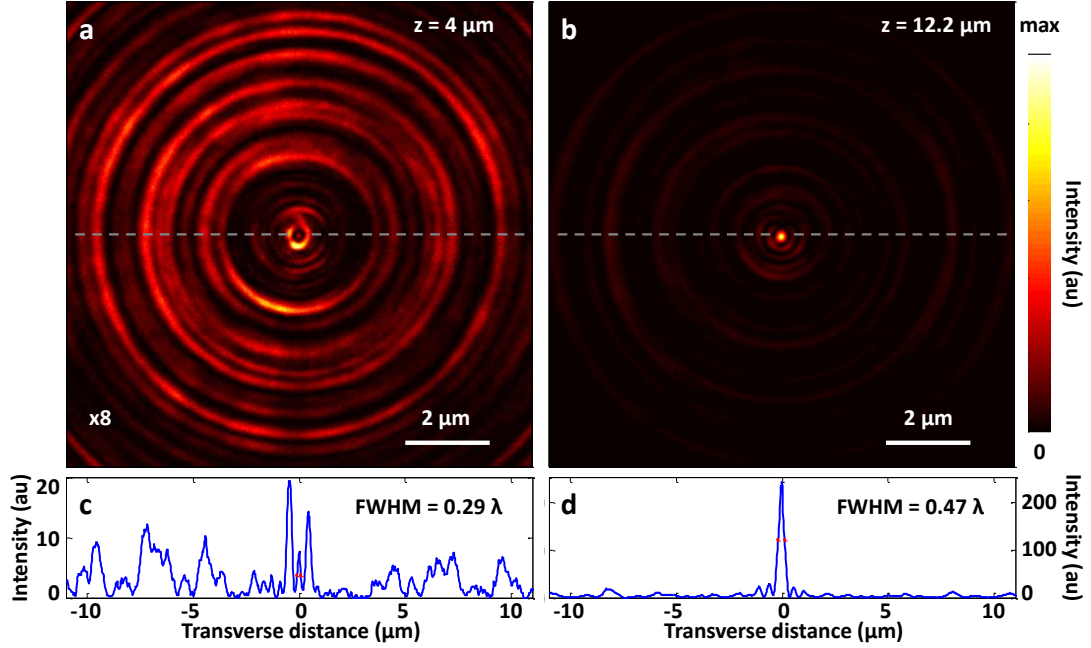 a
z = 4 µm
x8
2 µm
b
z = 12.2 µm
2 µm
max
Intensity (au)
0
c
FWHM = 0.29 λ
Intensity (au)
20
10
0
-10
-5
0
5
10
Transverse distance (µm)
d
FWHM = 0.47 λ
200
100
0
Intensity (au)
-10
-5
0
5
10
Transverse distance (µm)